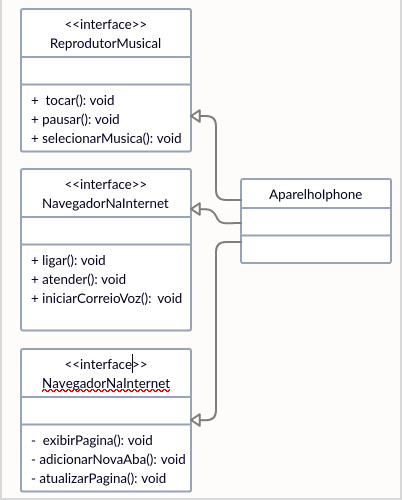 <<interface>>
ReprodutorMusical
+ tocar(): void
+ pausar(): void
+ selecionarMusica(): void
<<interface>>
NavegadorNaInternet
+ ligar(): void
+ atender(): void
+ iniciarCorreioVoz(): void
AparelhoIphone
<<interface>>
NavegadorNaInternet
- exibirPagina(): void
- adicionarNovaAba(): void
- atualizarPagina(): void